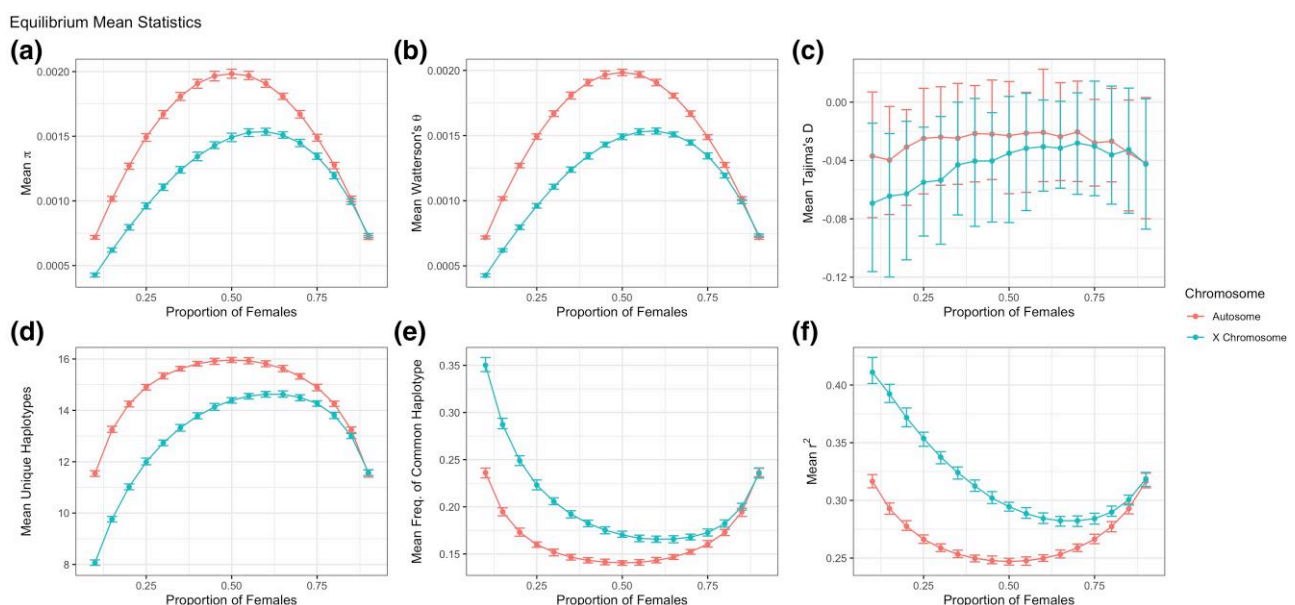 Equilibrium Mean Statistics
(a)
Mean π
0.0020
0.0015
0.0010
0.0005
0.25
0.50
0.75
Proportion of Females
(b)
Mean Watterson's θ
0.0020
0.0015
0.0010
0.0005
0.25
0.50
0.75
Proportion of Females
(c)
Mean Tajima's D
0.00
-0.04
-0.08
-0.12
0.25
0.50
0.75
Proportion of Females
(d)
Mean Unique Haplotypes
16
14
12
10
8
0.25
0.50
0.75
Proportion of Females
(e)
Mean Freq. of Common Haplotype
0.35
0.30
0.25
0.20
0.15
0.25
0.50
0.75
Proportion of Females
(f)
Mean r²
0.40
0.35
0.30
0.25
0.25
0.50
0.75
Proportion of Females
Chromosome
Autosome
X Chromosome